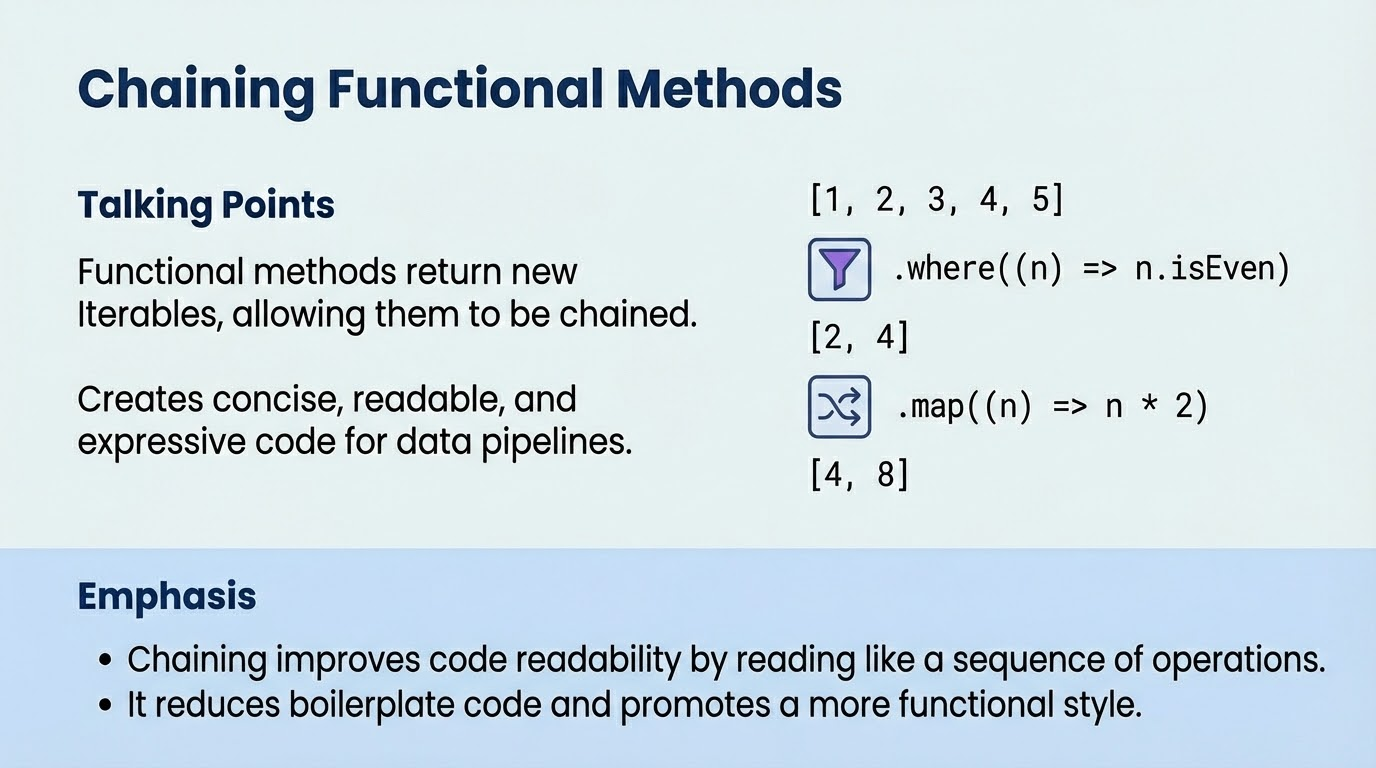 Chaining Functional Methods
Talking Points
Functional methods return new
Iterables, allowing them to be chained.
Creates concise, readable, and
expressive code for data pipelines.
[1, 2, 3, 4, 5]
.where((n) => n.isEven)
[2, 4]
.map((n) => n * 2)
[4, 8]
Emphasis
• Chaining improves code readability by reading like a sequence of operations.
• It reduces boilerplate code and promotes a more functional style.